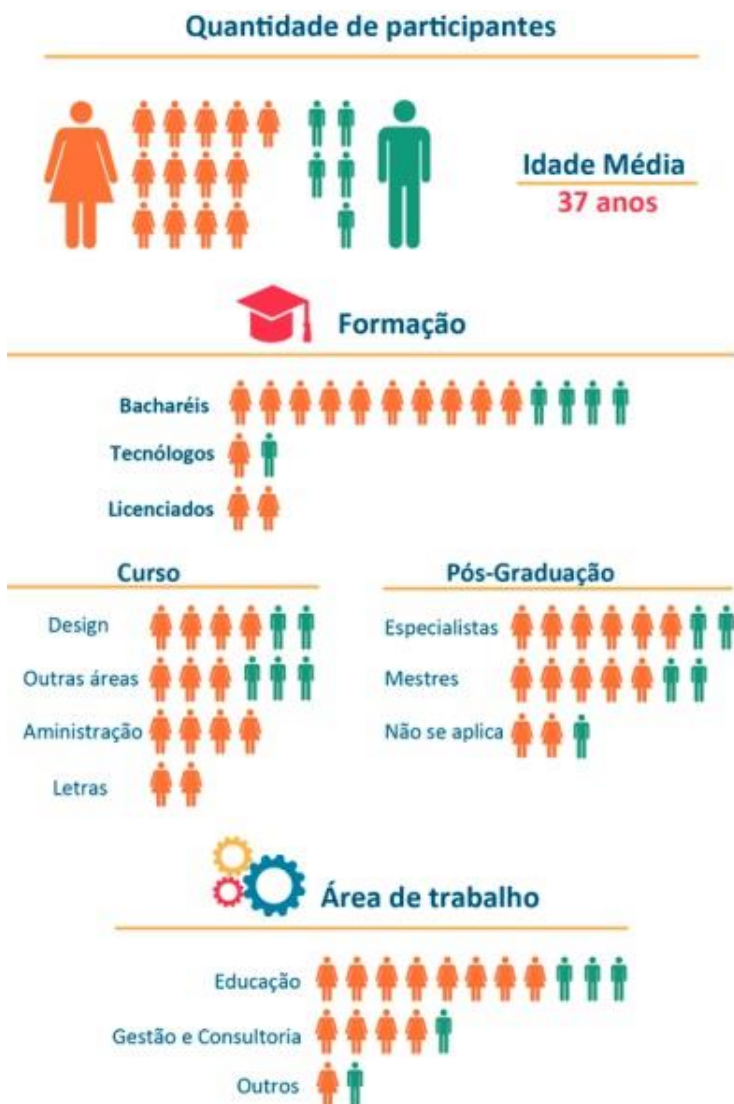 Quantidade de participantes
Idade Média
37 anos
Formação
Bacharéis
Tecnólogos
Licenciados
Curso
Design
Outras áreas
Aministração
Letras
Pós-Graduação
Especialistas
Mestres
Não se aplica
Área de trabalho
Educação
Gestão e Consultoria
Outros